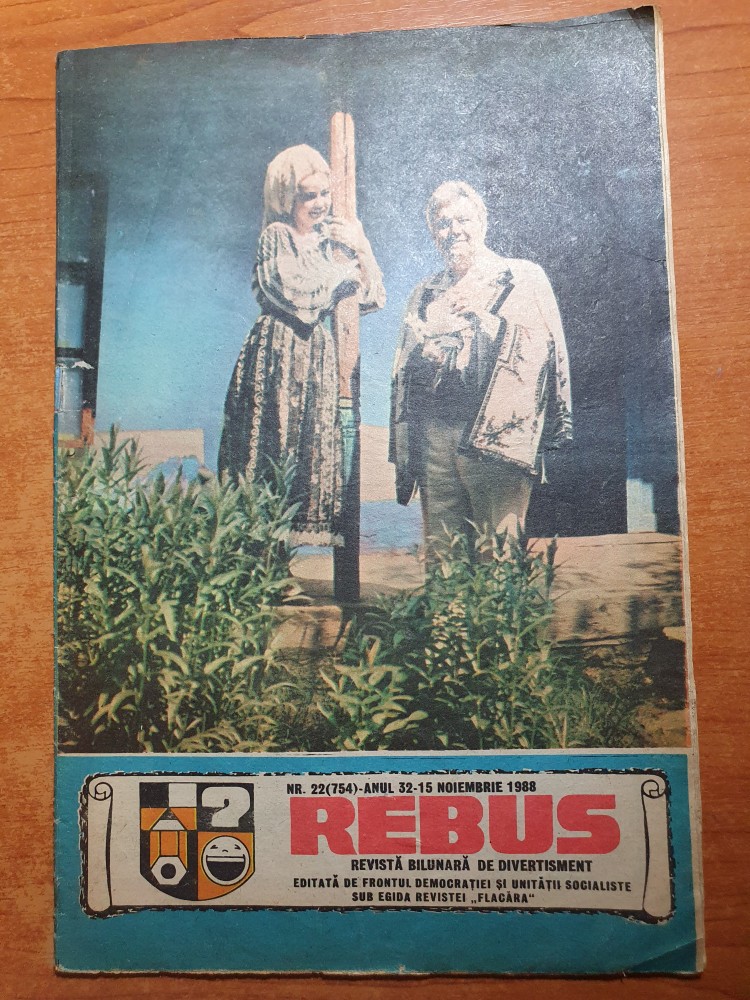 NR. 22(754)-ANUL 32-15 NOIEMBRIE 1988
REBUS
REVISTĂ BILUNARĂ DE DIVERTISMENT
EDITATĂ DE FRONTUL DEMOCRAȚIEI ȘI UNITĂȚII SOCIALISTE
SUB EGIDA REVISTEI „FLACĂRA"